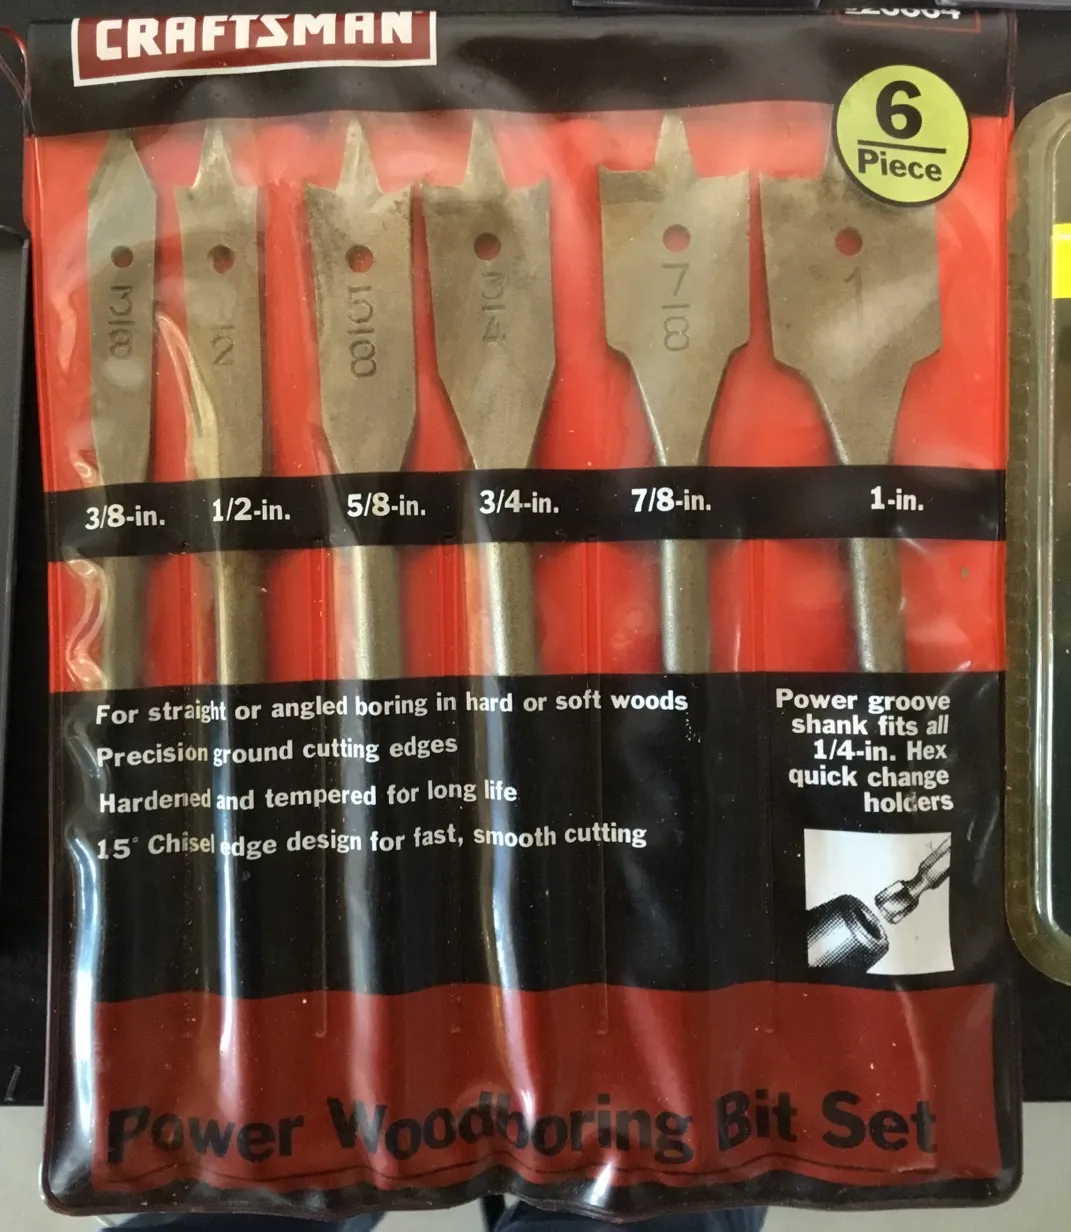 CRAFTSMAN
6
Piece
3/8
1/2
5/8
3/4
7/8
1
3/8-in.
1/2-in.
5/8-in.
3/4-in.
7/8-in.
1-in.
For straight or angled boring in hard or soft woods
Precision ground cutting edges
Hardened and tempered for long life
15° Chisel edge design for fast, smooth cutting
Power groove
shank fits all
1/4-in. Hex
quick change
holders
Power Woodboring Bit Set